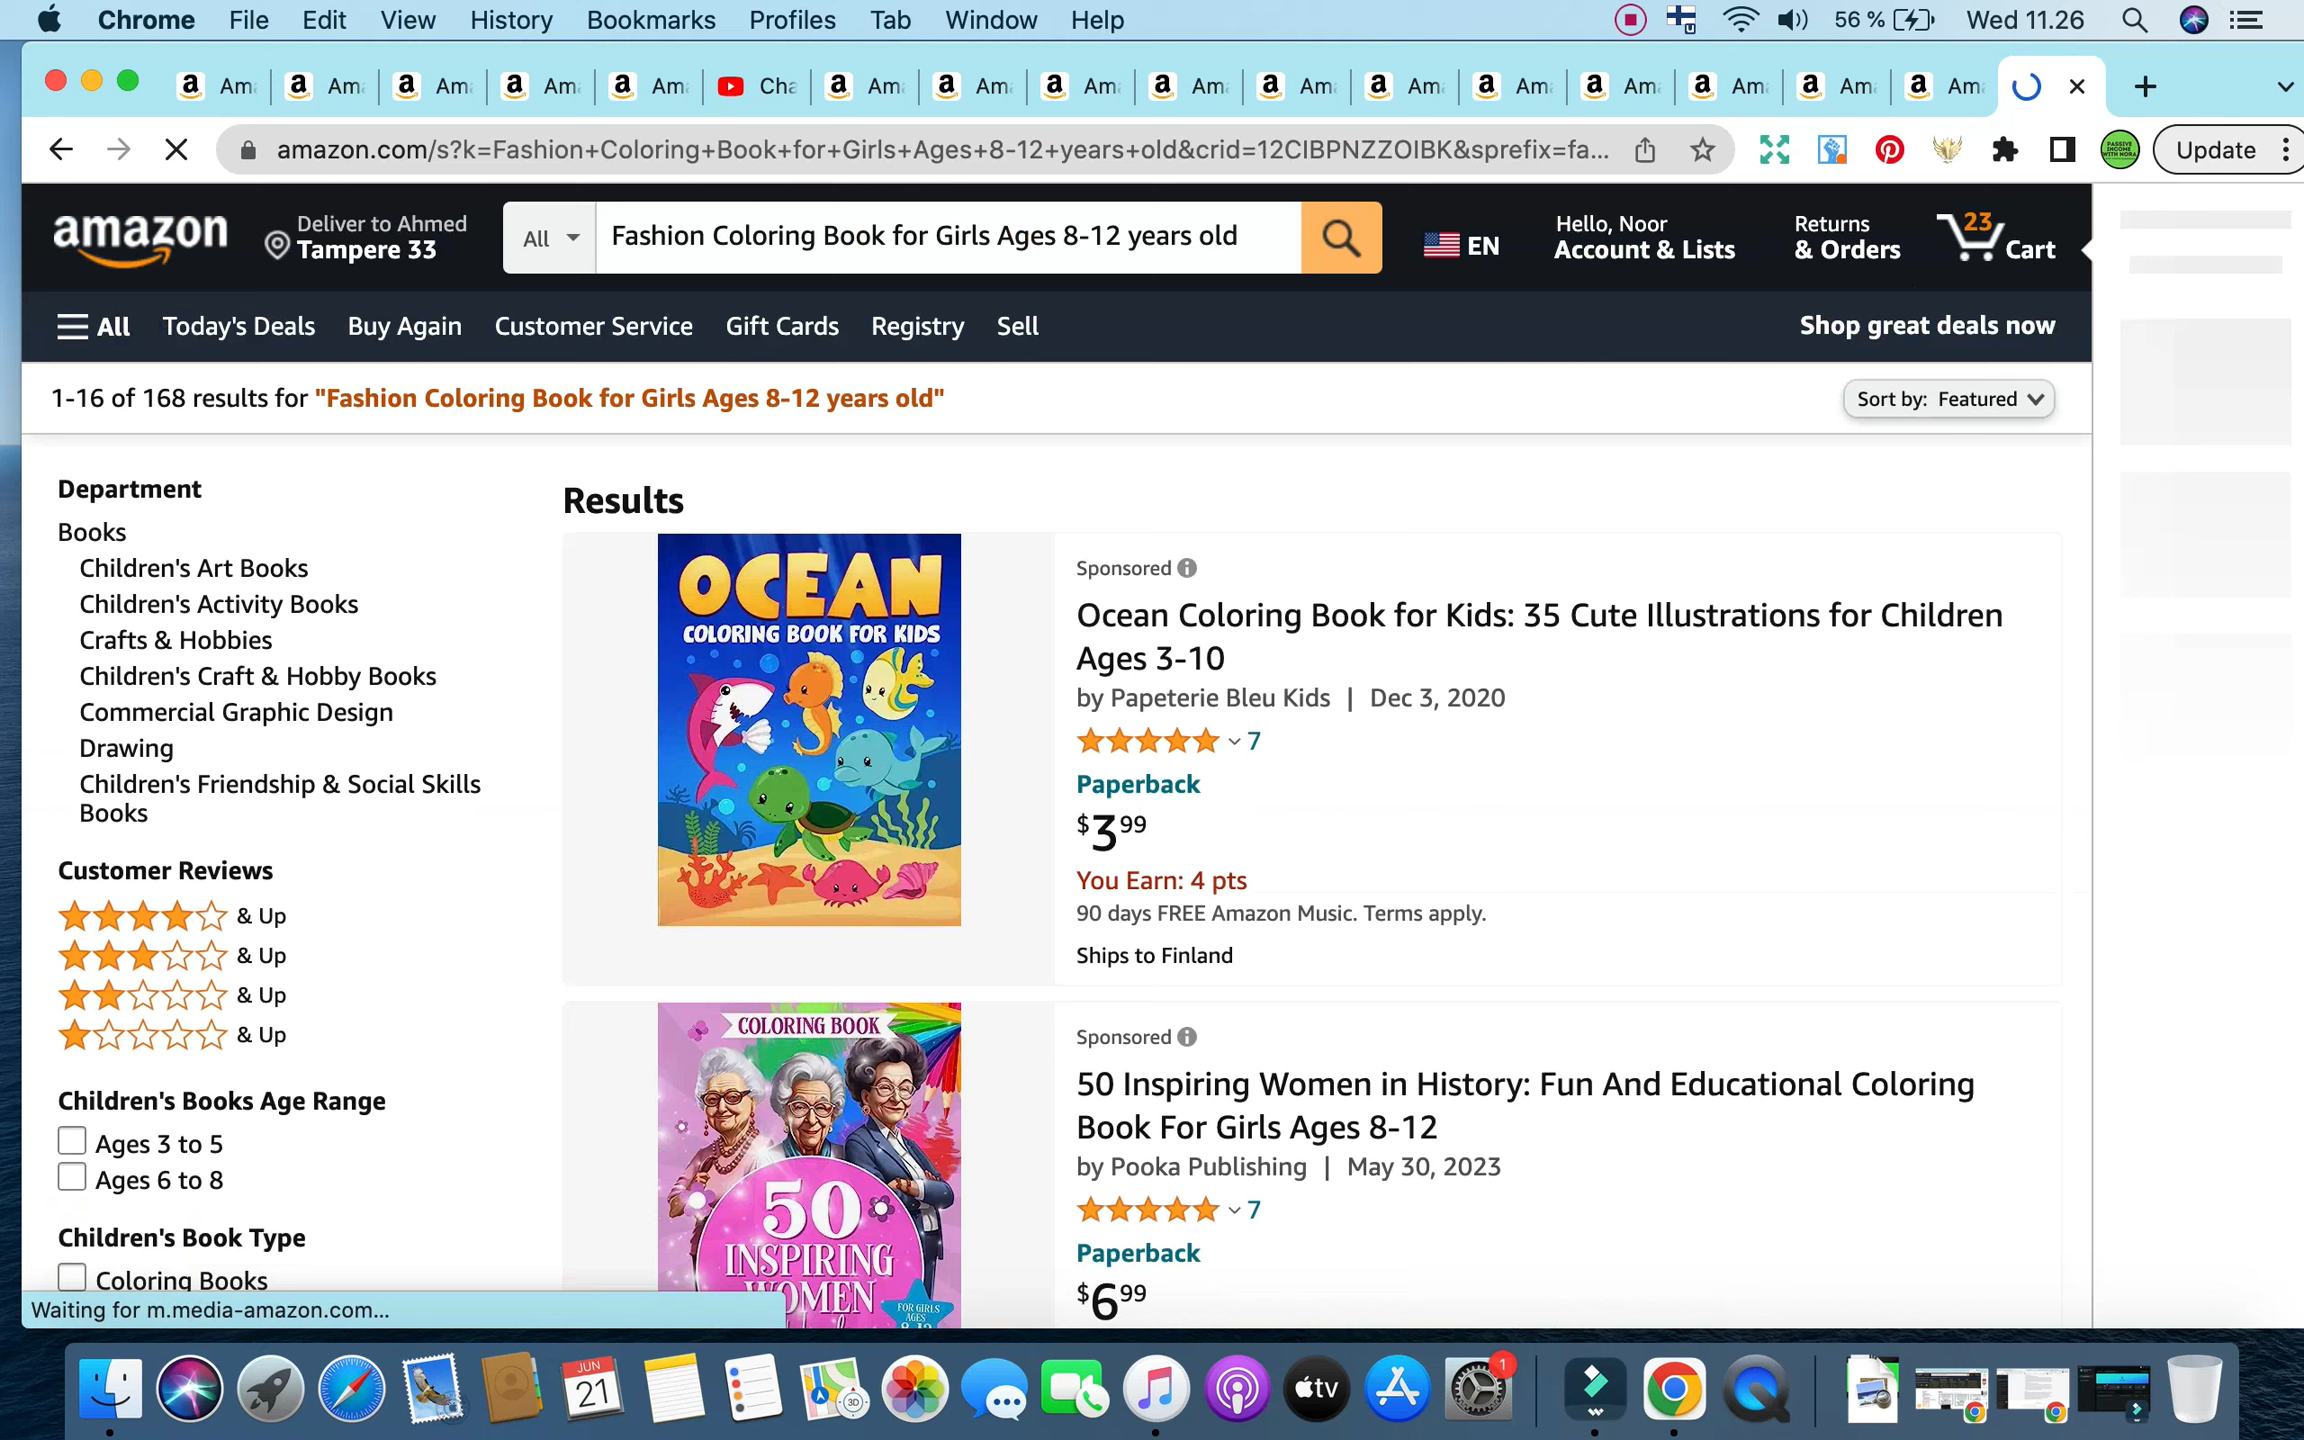 Chrome File Edit View History Bookmarks Profiles Tab Window Help 56 % Wed 11.26
Am Am Am Am Am Cha Am Am Am Am Am Am Am Am Am Am Am
amazon.com/s?k=Fashion+Coloring+Book+for+Girls+Ages+8-12+years+old&crid=12CIBPNZZOIBK&sprefix=fa... Update
amazon
Deliver to Ahmed
Tampere 33
All
Fashion Coloring Book for Girls Ages 8-12 years old
EN
Hello, Noor
Account & Lists
Returns
& Orders
23
Cart
All Today's Deals Buy Again Customer Service Gift Cards Registry Sell Shop great deals now
1-16 of 168 results for "Fashion Coloring Book for Girls Ages 8-12 years old"
Sort by: Featured
Department
Books
Children's Art Books
Children's Activity Books
Crafts & Hobbies
Children's Craft & Hobby Books
Commercial Graphic Design
Drawing
Children's Friendship & Social Skills
Books
Customer Reviews
& Up
& Up
& Up
& Up
Children's Books Age Range
Ages 3 to 5
Ages 6 to 8
Children's Book Type
Coloring Books
Results
OCEAN
COLORING BOOK FOR KIDS
Sponsored
Ocean Coloring Book for Kids: 35 Cute Illustrations for Children
Ages 3-10
by Papeterie Bleu Kids | Dec 3, 2020
7
Paperback
$3 99
You Earn: 4 pts
90 days FREE Amazon Music. Terms apply.
Ships to Finland
COLORING BOOK
50
INSPIRING
WOMEN
FOR GIRLS
AGES
8-12
Sponsored
50 Inspiring Women in History: Fun And Educational Coloring
Book For Girls Ages 8-12
by Pooka Publishing | May 30, 2023
7
Paperback
$6 99
Waiting for m.media-amazon.com...
JUN
21
3D
tv
1